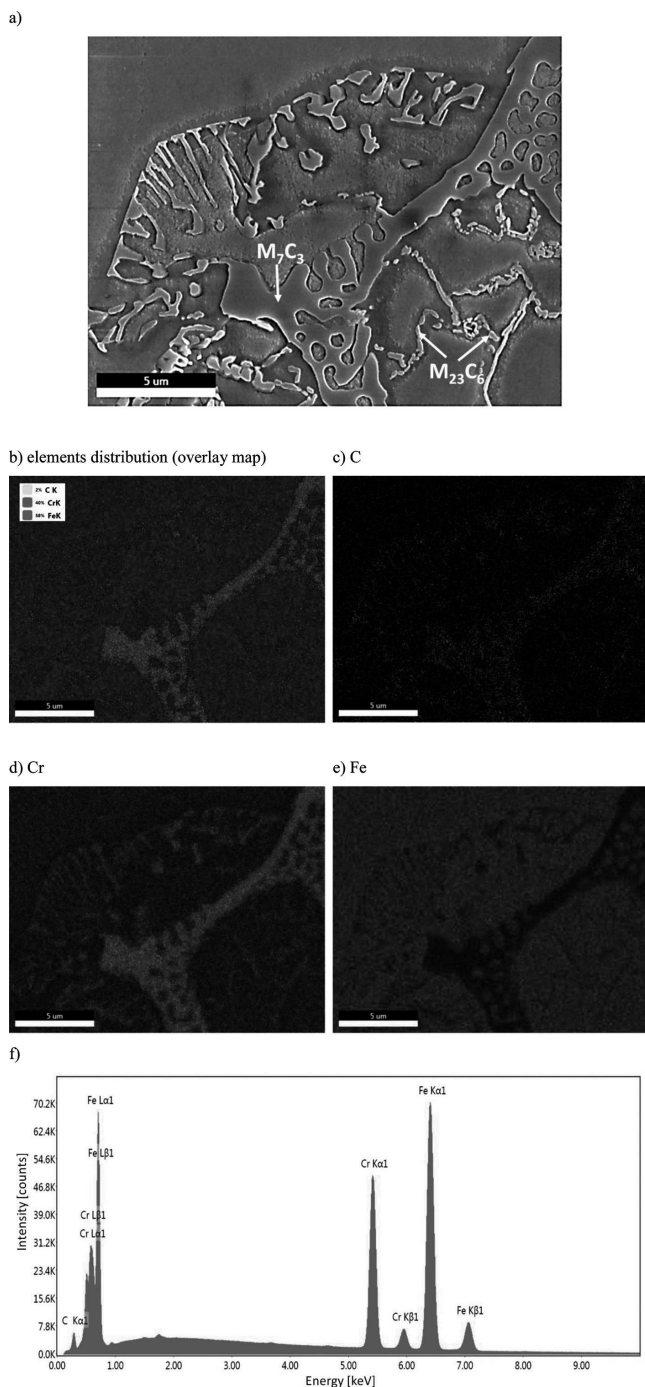 a)
M₇C₃
M₂₃C₆
5 um
b) elements distribution (overlay map)
c) C
2% C K
40% CrK
58% FeK
5 um
5 um
d) Cr
e) Fe
5 um
5 um
f)
Fe Lα1
Fe Kα1
70.2K
62.4K
Fe Lβ1
54.6K
Cr Kα1
46.8K
39.0K
Cr Lβ1
Cr Lα1
31.2K
23.4K
15.6K
C Kα1
Cr Kβ1
Fe Kβ1
7.8K
0.0K
Intensity [counts]
0.00 1.00 2.00 3.00 4.00 5.00 6.00 7.00 8.00 9.00
Energy [keV]